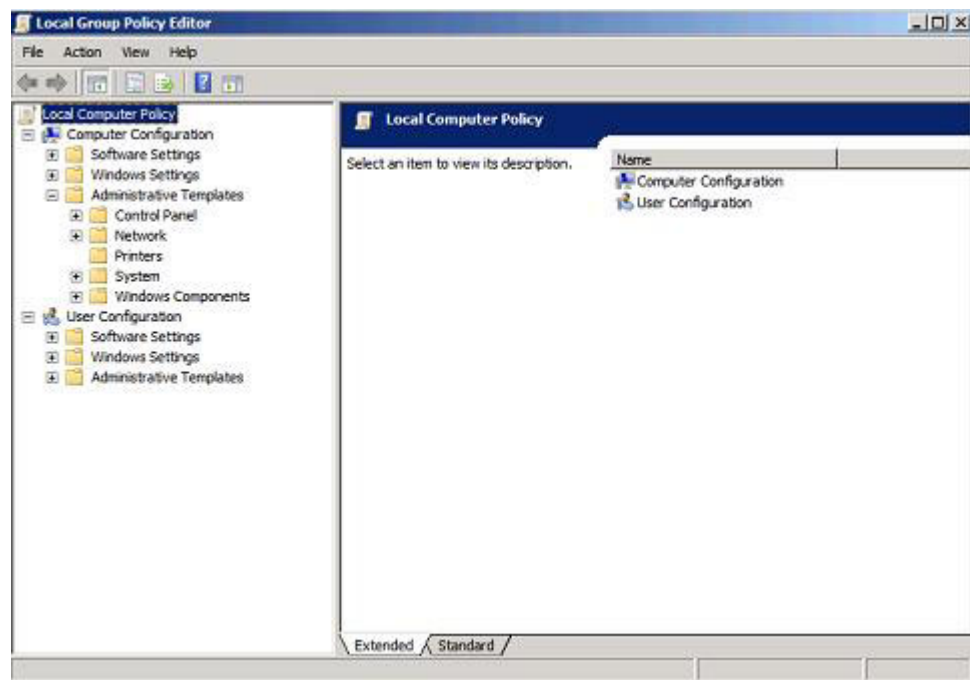 Local Group Policy Editor
File Action View Help
Local Computer Policy
Computer Configuration
Software Settings
Windows Settings
Administrative Templates
Control Panel
Network
Printers
System
Windows Components
User Configuration
Software Settings
Windows Settings
Administrative Templates
Local Computer Policy
Select an item to view its description.
Name
Computer Configuration
User Configuration
Extended Standard